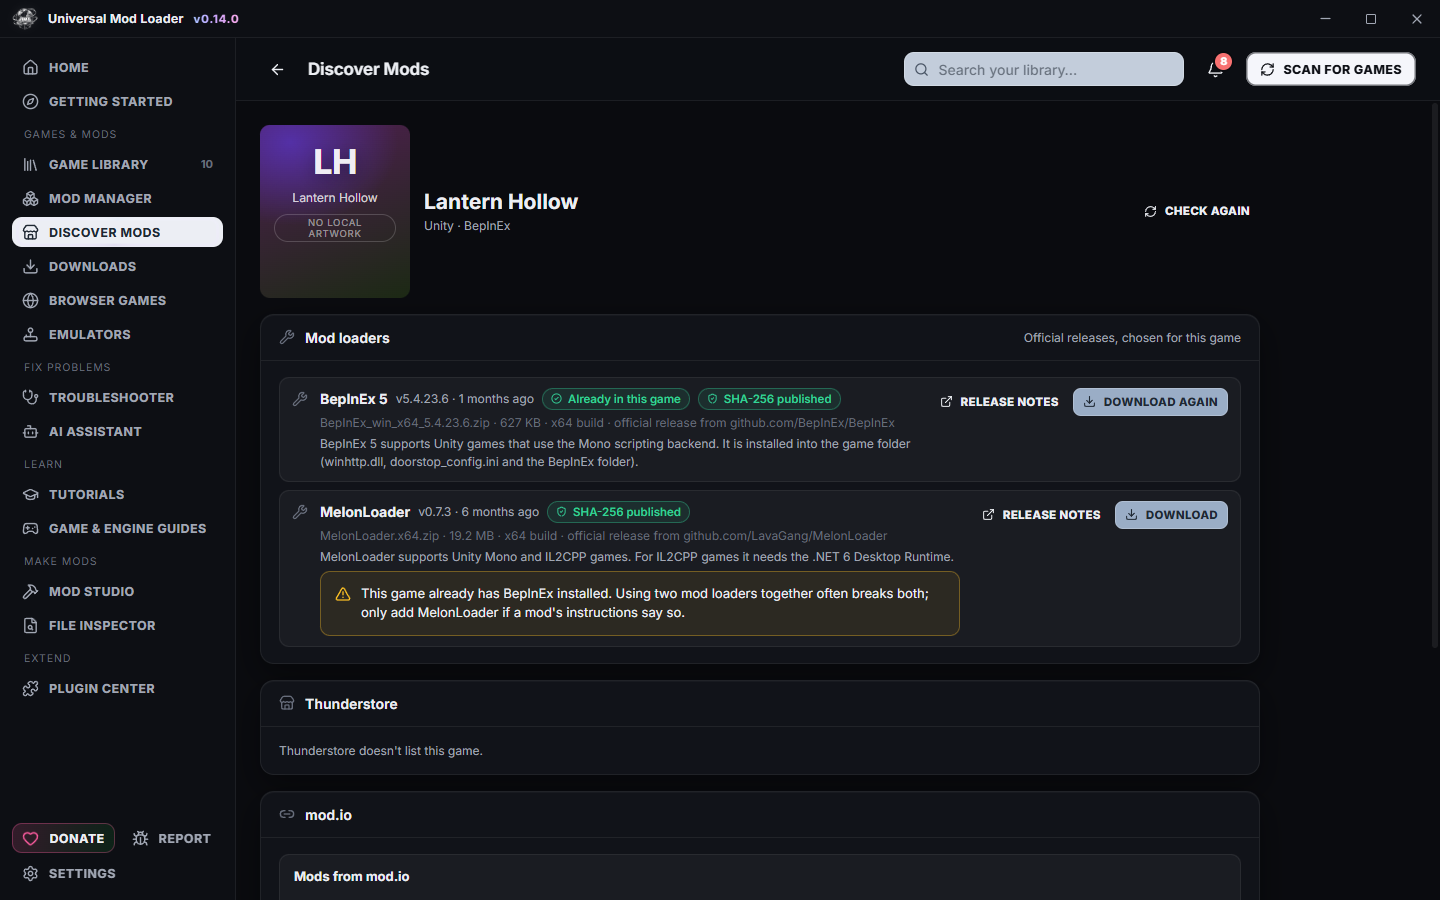 Universal Mod Loader v0.14.0
HOME
GETTING STARTED
GAMES & MODS
GAME LIBRARY 10
MOD MANAGER
DISCOVER MODS
DOWNLOADS
BROWSER GAMES
EMULATORS
FIX PROBLEMS
TROUBLESHOOTER
AI ASSISTANT
LEARN
TUTORIALS
GAME & ENGINE GUIDES
MAKE MODS
MOD STUDIO
FILE INSPECTOR
EXTEND
PLUGIN CENTER
DONATE REPORT
SETTINGS
Discover Mods
Search your library...
8
SCAN FOR GAMES
LH
Lantern Hollow
NO LOCAL
ARTWORK
Lantern Hollow
Unity · BepInEx
CHECK AGAIN
Mod loaders
Official releases, chosen for this game
BepInEx 5 v5.4.23.6 · 1 months ago Already in this game SHA-256 published
RELEASE NOTES DOWNLOAD AGAIN
BepInEx_win_x64_5.4.23.6.zip · 627 KB · x64 build · official release from github.com/BepInEx/BepInEx
BepInEx 5 supports Unity games that use the Mono scripting backend. It is installed into the game folder
(winhttp.dll, doorstop_config.ini and the BepInEx folder).
MelonLoader v0.7.3 · 6 months ago SHA-256 published
RELEASE NOTES DOWNLOAD
MelonLoader.x64.zip · 19.2 MB · x64 build · official release from github.com/LavaGang/MelonLoader
MelonLoader supports Unity Mono and IL2CPP games. For IL2CPP games it needs the .NET 6 Desktop Runtime.
This game already has BepInEx installed. Using two mod loaders together often breaks both;
only add MelonLoader if a mod's instructions say so.
Thunderstore
Thunderstore doesn't list this game.
mod.io
Mods from mod.io